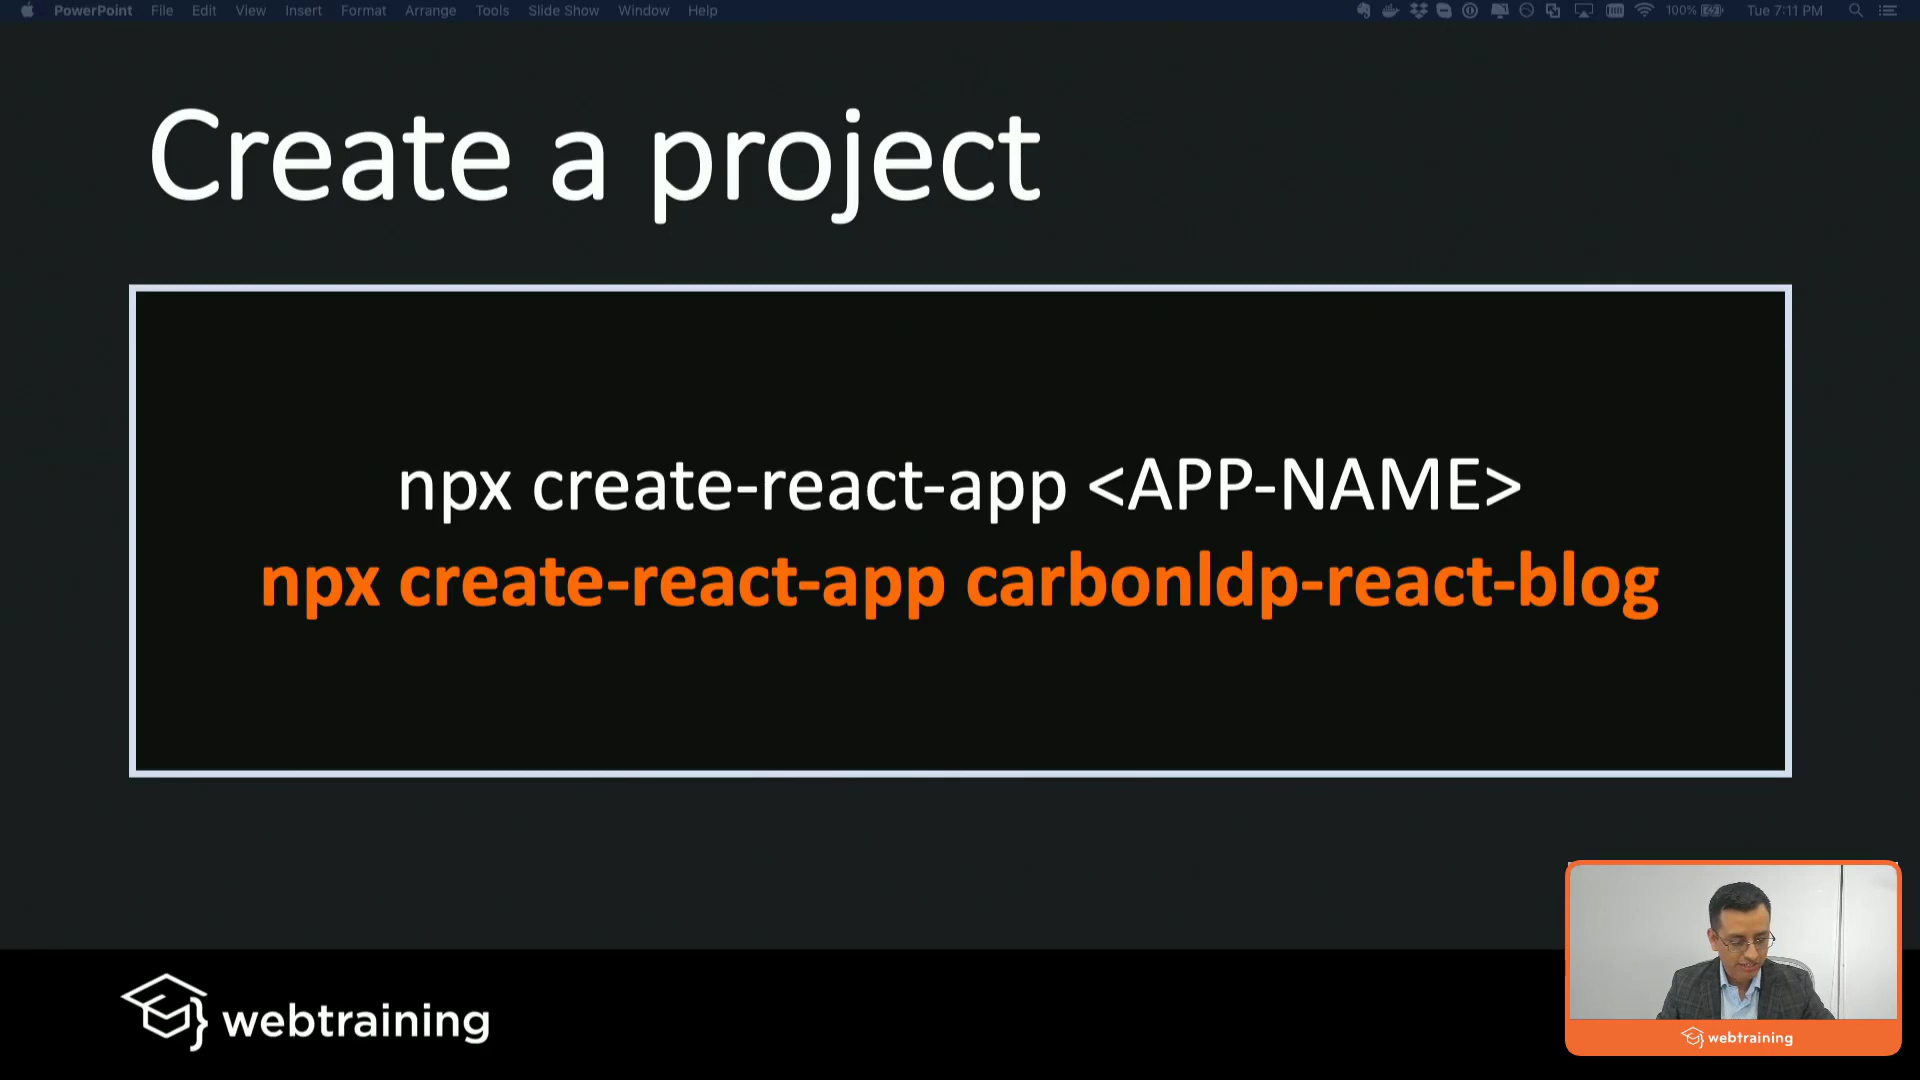 PowerPoint File Edit View Insert Format Arrange Tools Slide Show Window Help 100% Tue 7:11 PM
Create a project
npx create-react-app <APP-NAME>
npx create-react-app carbonldp-react-blog
webtraining
webtraining